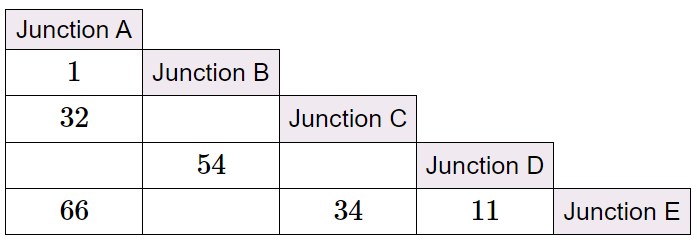 Junction A
1 Junction B
32 Junction C
54 Junction D
66 34 11 Junction E